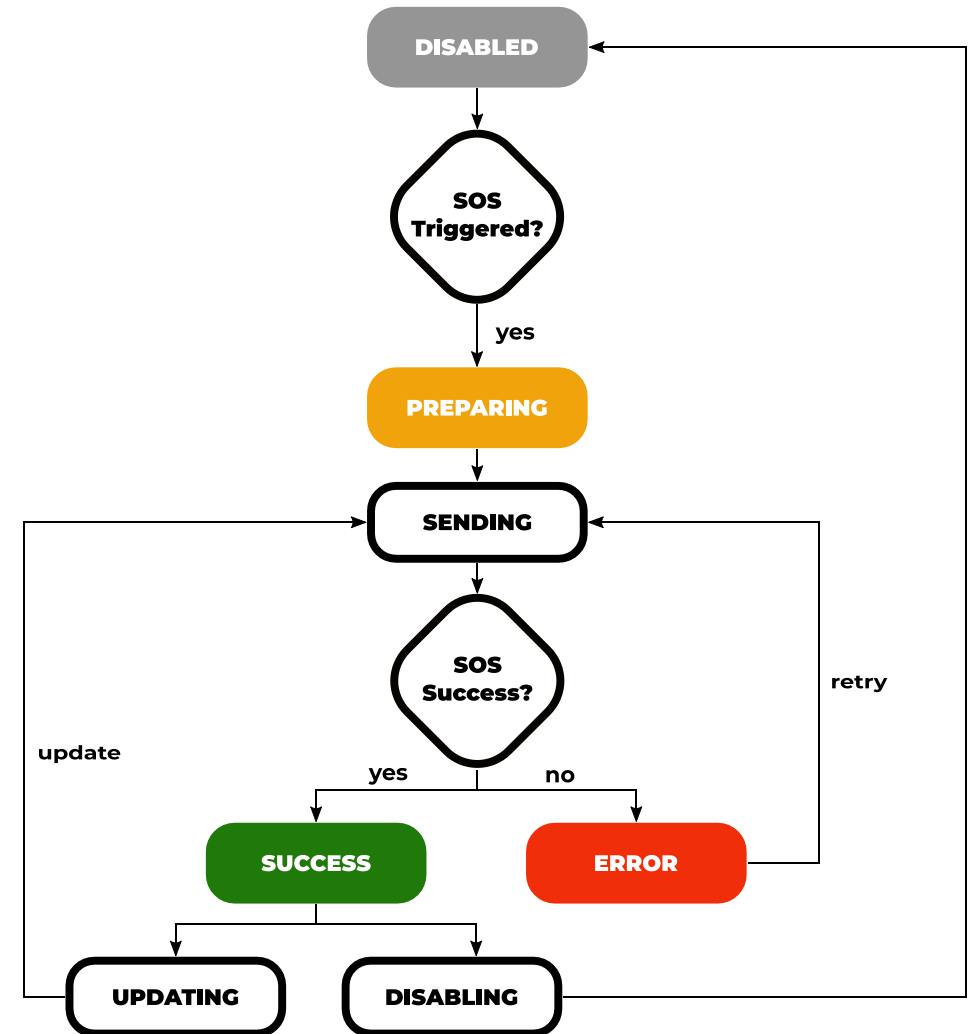 DISABLED
SOS
Triggered?
yes
PREPARING
SENDING
SOS
Success?
retry
update
yes
no
SUCCESS
ERROR
UPDATING
DISABLING